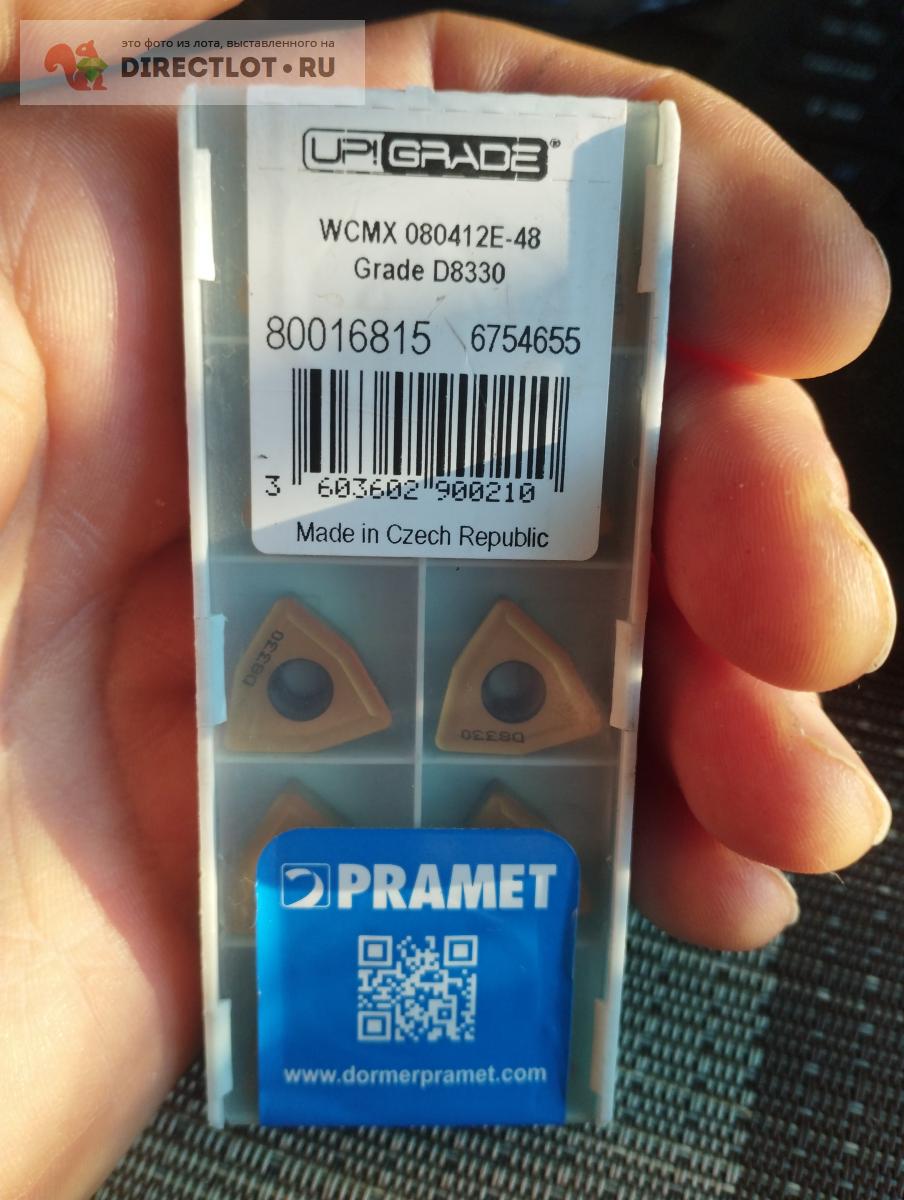 это фото из лота, выставленного на
DIRECTLOT.RU
UP!GRADE®
WCMX 080412E-48
Grade D8330
80016815 6754655
3 603602 900210
Made in Czech Republic
D8330
D8330
PRAMET
www.dormerpramet.com